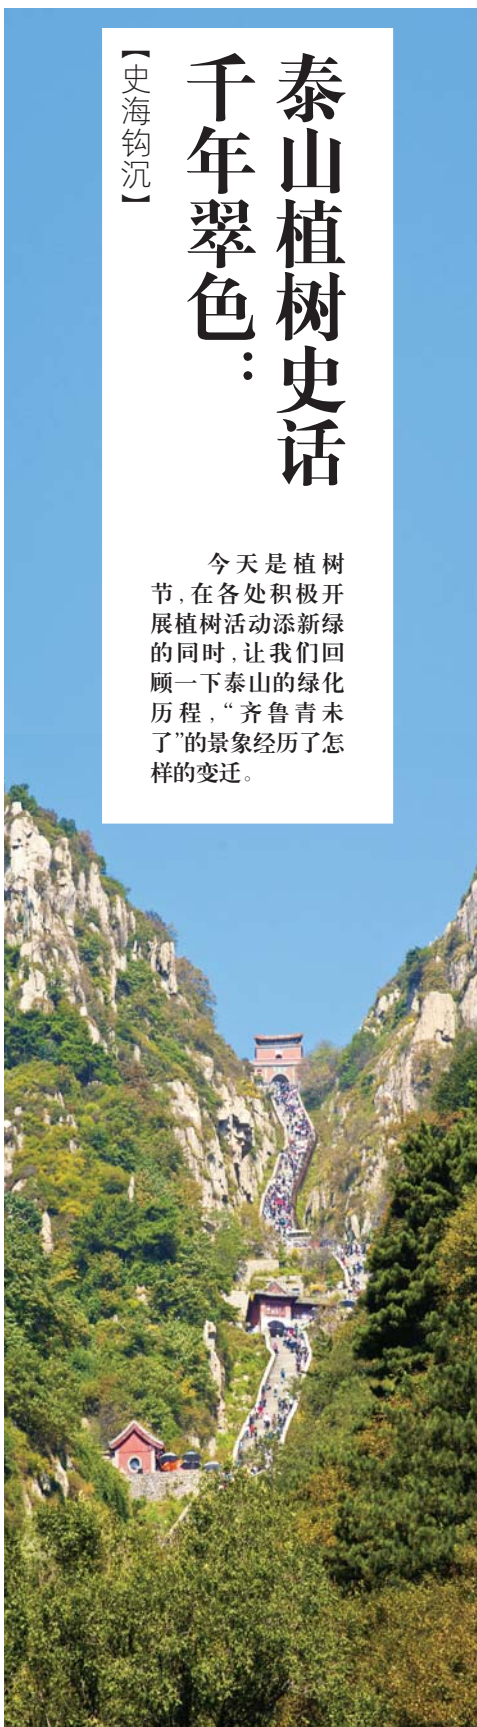 【史海钩沉】
千年翠色：
泰山植树史话
今天是植树
节，在各处积极开
展植树活动添新绿
的同时，让我们回
顾一下泰山的绿化
历程，“齐鲁青未
了”的景象经历了怎
样的变迁。